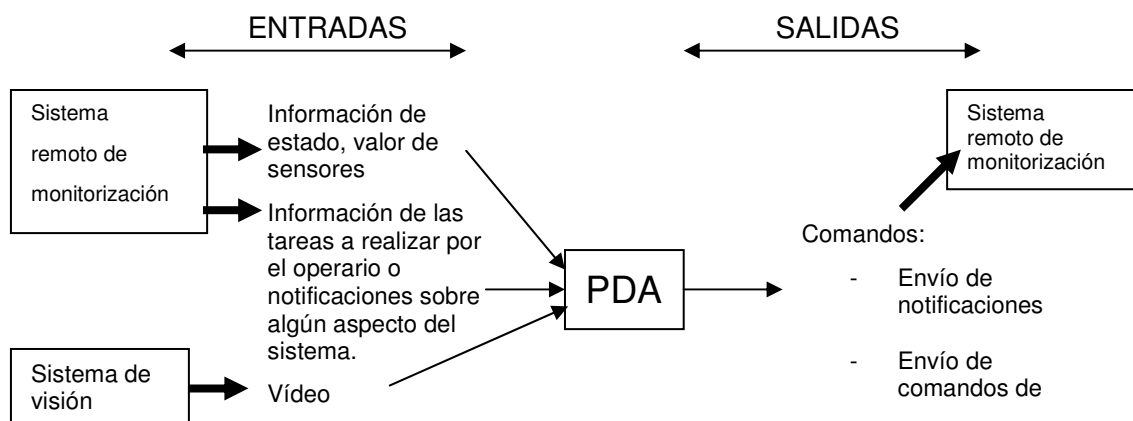 ENTRADAS
SALIDAS
Sistema
remoto de
monitorización
Información de
estado, valor de
sensores
Información de las
tareas a realizar por
el operario o
notificaciones sobre
algún aspecto del
sistema.
Sistema de
visión
Vídeo
PDA
Sistema
remoto de
monitorización
Comandos:
- Envío de
notificaciones
- Envío de
comandos de